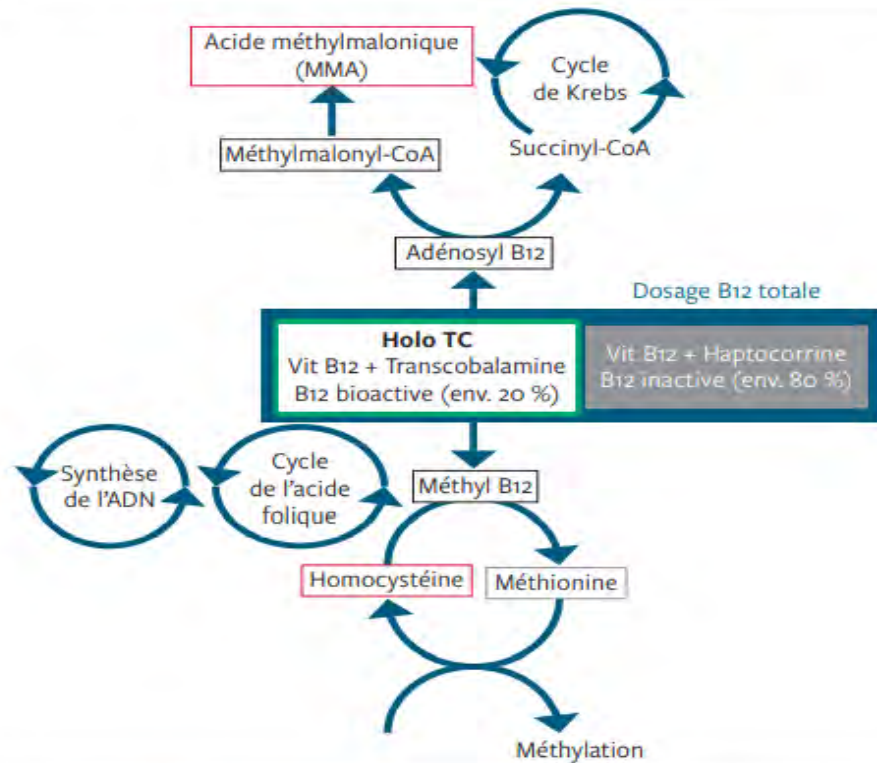 Acide méthylmalonique
(MMA)
Cycle
de Krebs
Méthylmalonyl-CoA
Succinyl-CoA
Adénosyl B12
Dosage B12 totale
Holo TC
Vit B12 + Transcobalamine
B12 bioactive (env. 20 %)
Vit B12 + Haptocorrine
B12 inactive (env. 80 %)
Synthèse
de l'ADN
Cycle
de l'acide
folique
Méthyl B12
Homocystéine
Méthionine
Méthylation